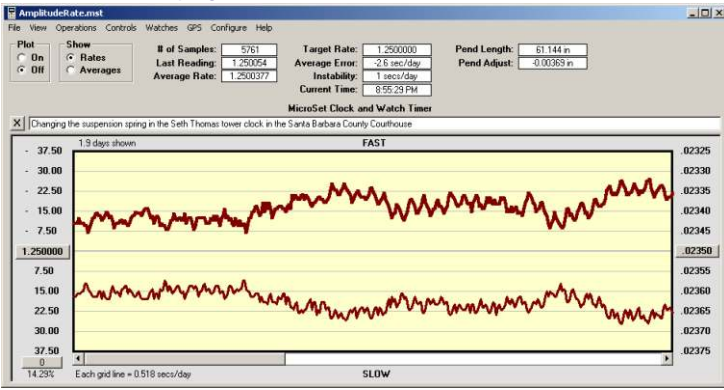 AmplitudeRate.mst
File View Operations Controls Watches GPS Configure Help
Plot
On
Off
Show
Rates
Averages
# of Samples: 5761
Last Reading: 1.250054
Average Rate: 1.2500377
Target Rate: 1.2500000
Average Error: -2.6 sec/day
Instability: 1 secs/day
Current Time: 8:55:29 PM
Pend Length: 61.144 in
Pend Adjust: -0.00369 in
MicroSet Clock and Watch Timer
X Changing the suspension spring in the Seth Thomas tower clock in the Santa Barbara County Courthouse
1.9 days shown FAST
- 37.50 .02325
- 30.00 .02330
- 22.50 .02335
- 15.00 .02340
- 7.50 .02345
1.250000 .02350
7.50 .02355
15.00 .02360
22.50 .02365
30.00 .02370
37.50 .02375
0
14.29% Each grid line = 0.518 secs/day SLOW